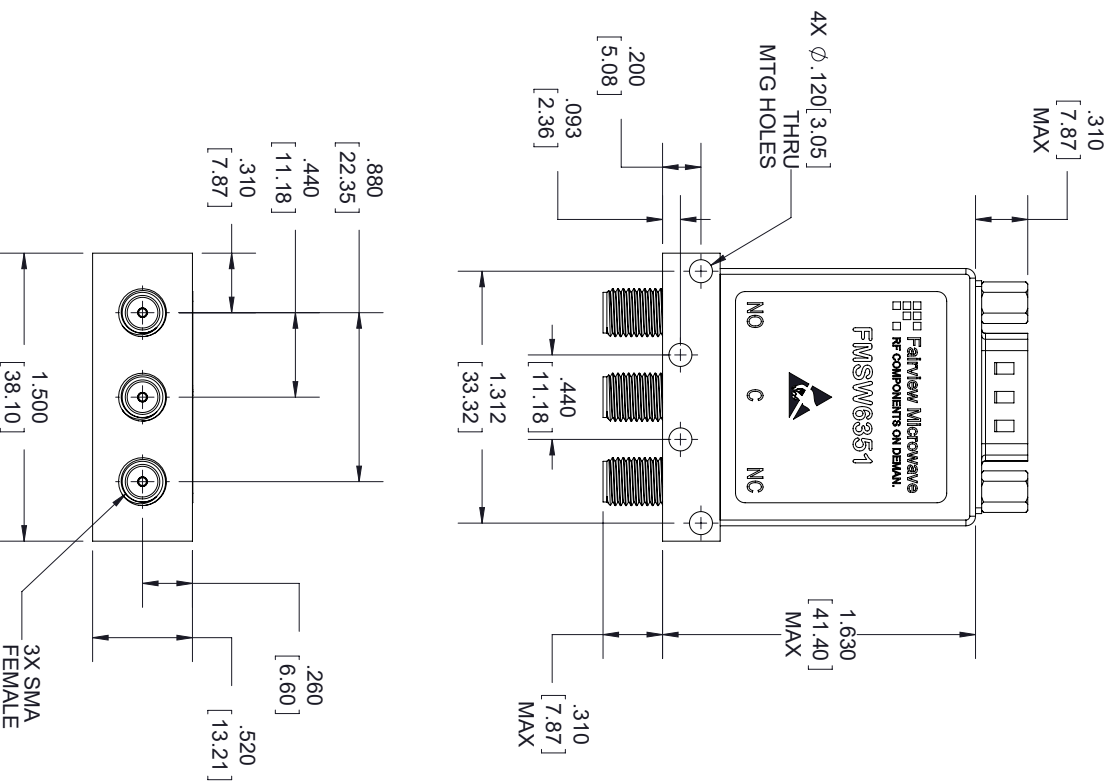 .310
[7.87]
MAX
4X Ø.120[3.05]
THRU
MTG HOLES
.200
[5.08]
.093
[2.36]
Fairview Microwave
RF COMPONENTS ON DEMAN.
FMSW6351
NO
C
NC
.440
[11.18]
1.312
[33.32]
1.630
[41.40]
MAX
.310
[7.87]
MAX
.880
[22.35]
.440
[11.18]
.310
[7.87]
1.500
[38.10]
.260
[6.60]
.520
[13.21]
3X SMA
FEMALE